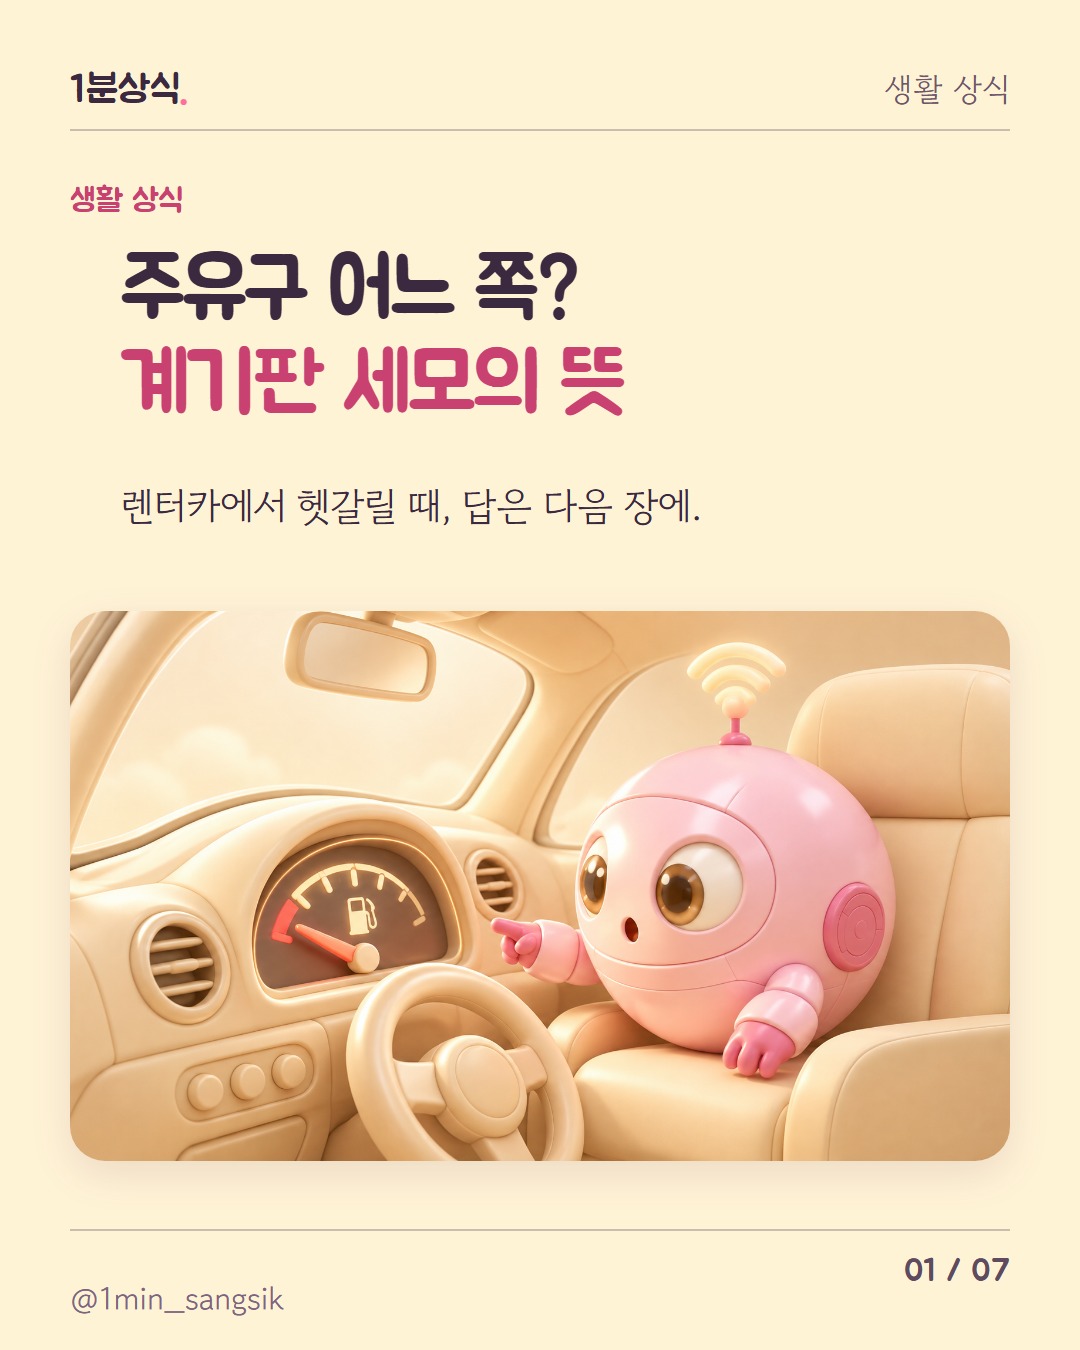 1분상식.
생활 상식
생활 상식
주유구 어느 쪽?
계기판 세모의 뜻
렌터카에서 헷갈릴 때, 답은 다음 장에.
01 / 07
@1min_sangsik